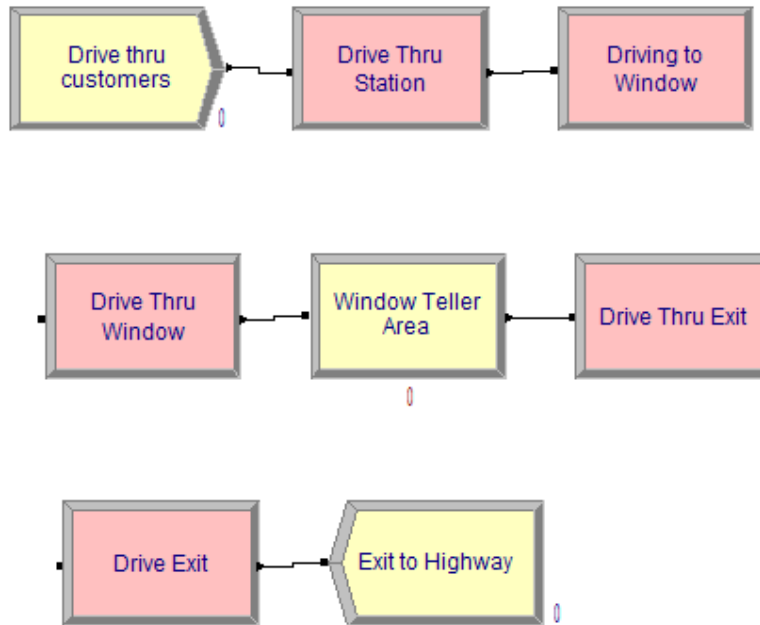 Drive thru
customers
0
Drive Thru
Station
Driving to
Window
Drive Thru
Window
Window Teller
Area
0
Drive Thru Exit
Drive Exit
Exit to Highway
0